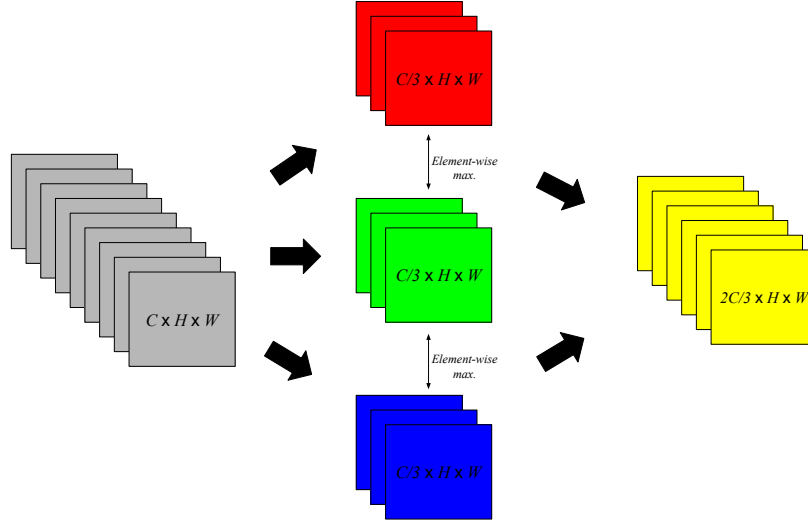 C/3 x H x W
Element-wise
max.
C/3 x H x W
C x H x W
2C/3 x H x W
Element-wise
max.
C/3 x H x W